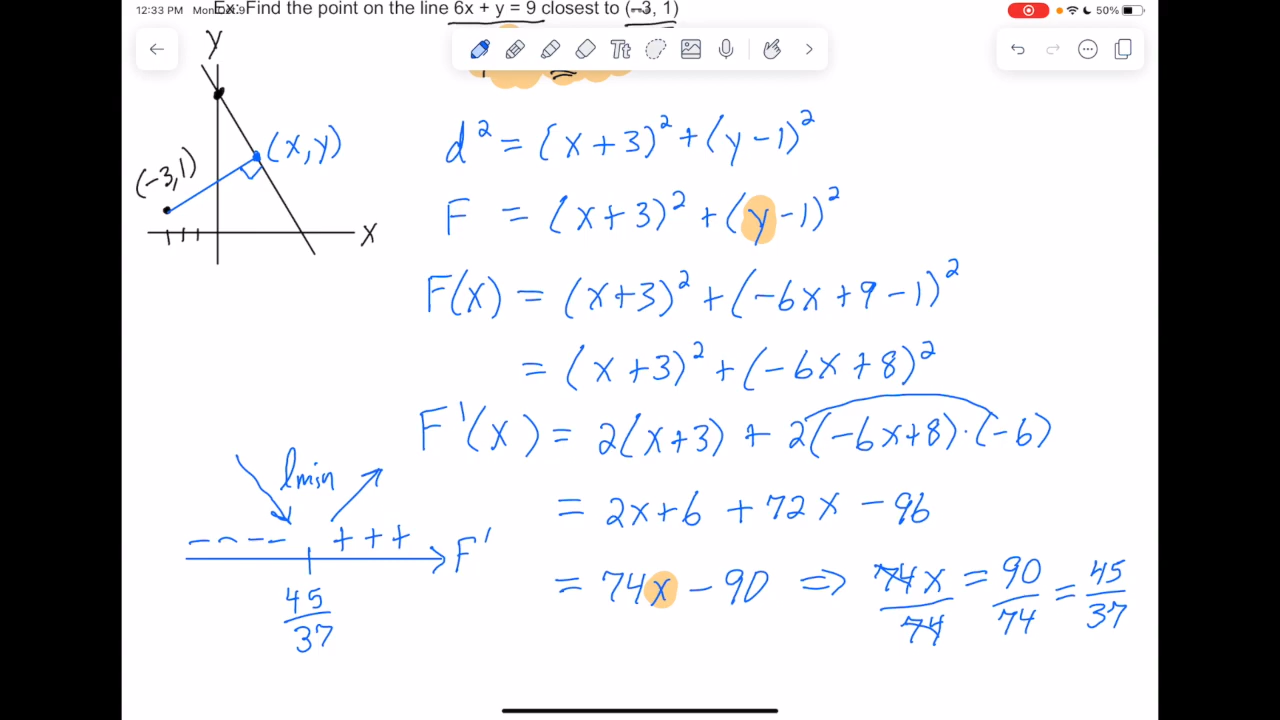 12:33 PM Mon 9 50%
Ex: Find the point on the line 6x + y = 9 closest to (-3, 1)
Tt
y
(x, y)
(-3,1)
x
d² = (x+3)² + (y-1)²
F = (x+3)² + (y-1)²
F(x) = (x+3)² + (-6x+9-1)²
= (x+3)² + (-6x+8)²
F'(x) = 2(x+3) + 2(-6x+8)·(-6)
= 2x+6 +72x -96
= 74x - 90 => 74x/74 = 90/74 = 45/37
lmin
---- +++ F'
45/37